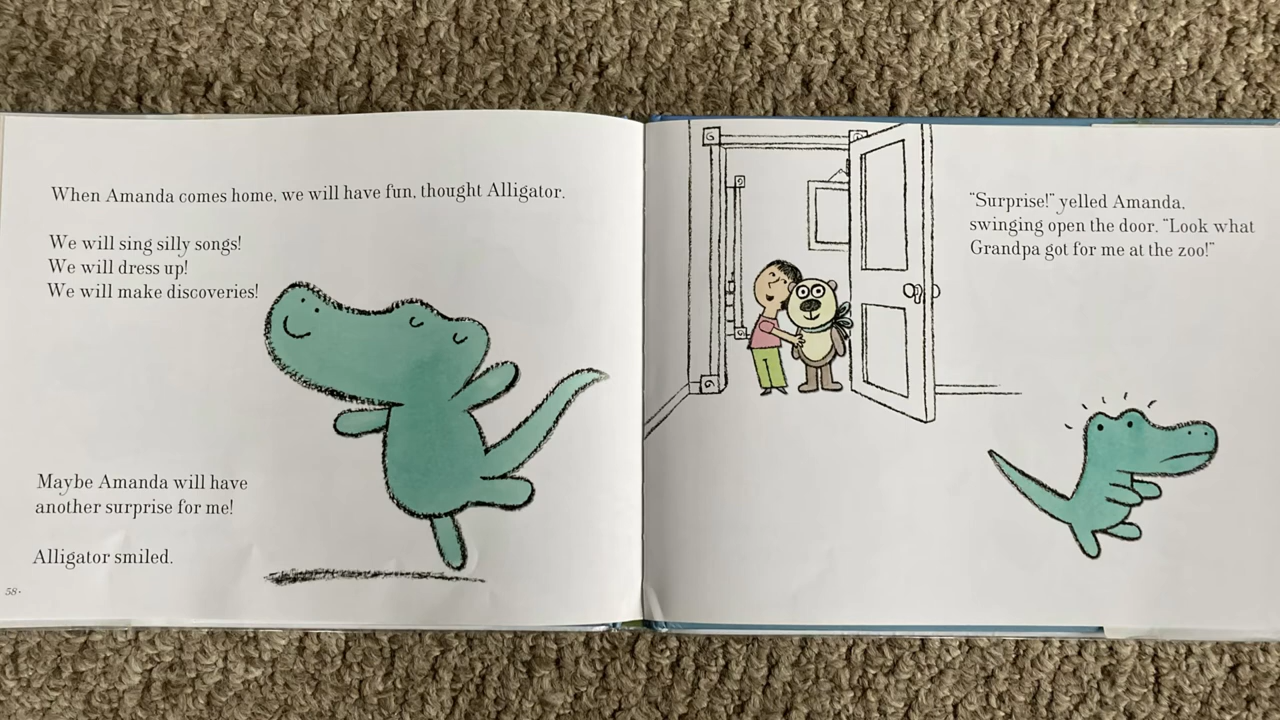 When Amanda comes home, we will have fun, thought Alligator.
We will sing silly songs!
We will dress up!
We will make discoveries!
Maybe Amanda will have
another surprise for me!
Alligator smiled.
58·
“Surprise!” yelled Amanda,
swinging open the door. “Look what
Grandpa got for me at the zoo!”